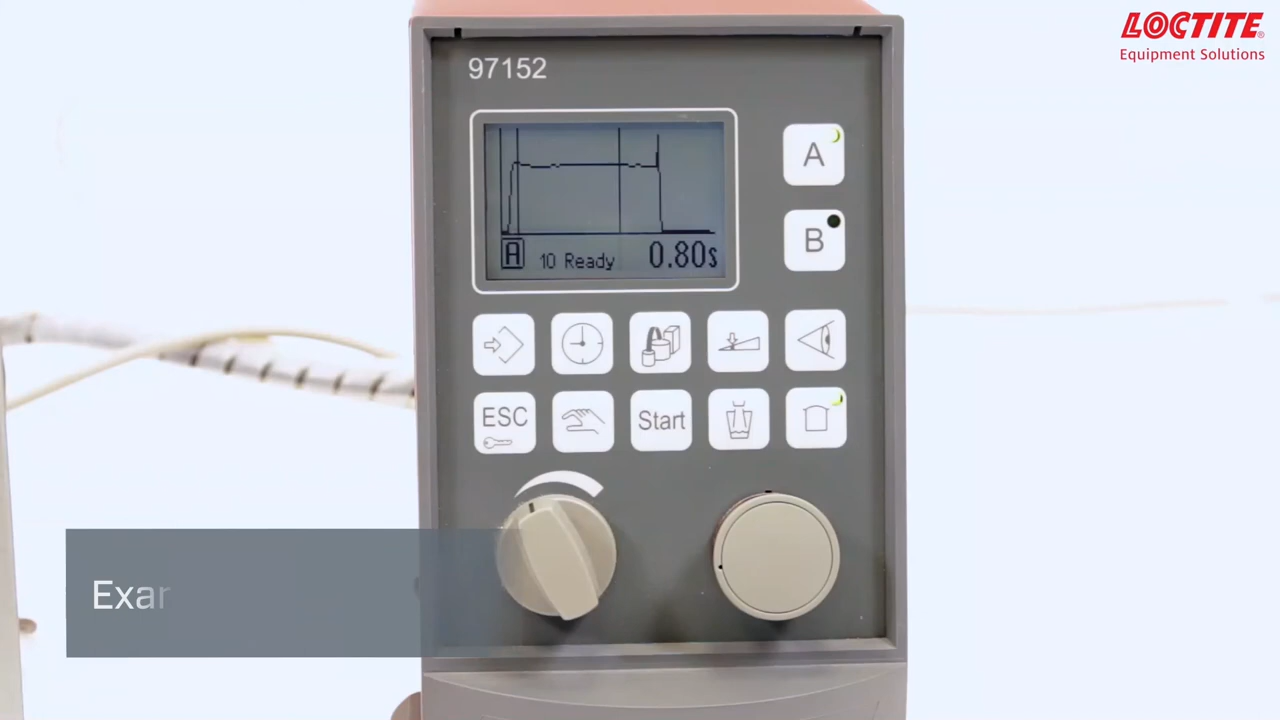 LOCTITE
Equipment Solutions
97152
A
B
A 10 Ready 0.80s
ESC
Start
Exar